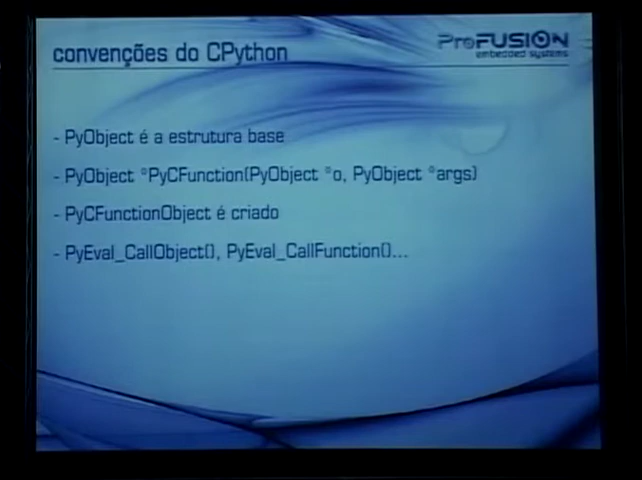 convenções do CPython
ProFUSION
embedded systems
- PyObject é a estrutura base
- PyObject *PyCFunction(PyObject *o, PyObject *args)
- PyCFunctionObject é criado
- PyEval_CallObject(), PyEval_CallFunction()...